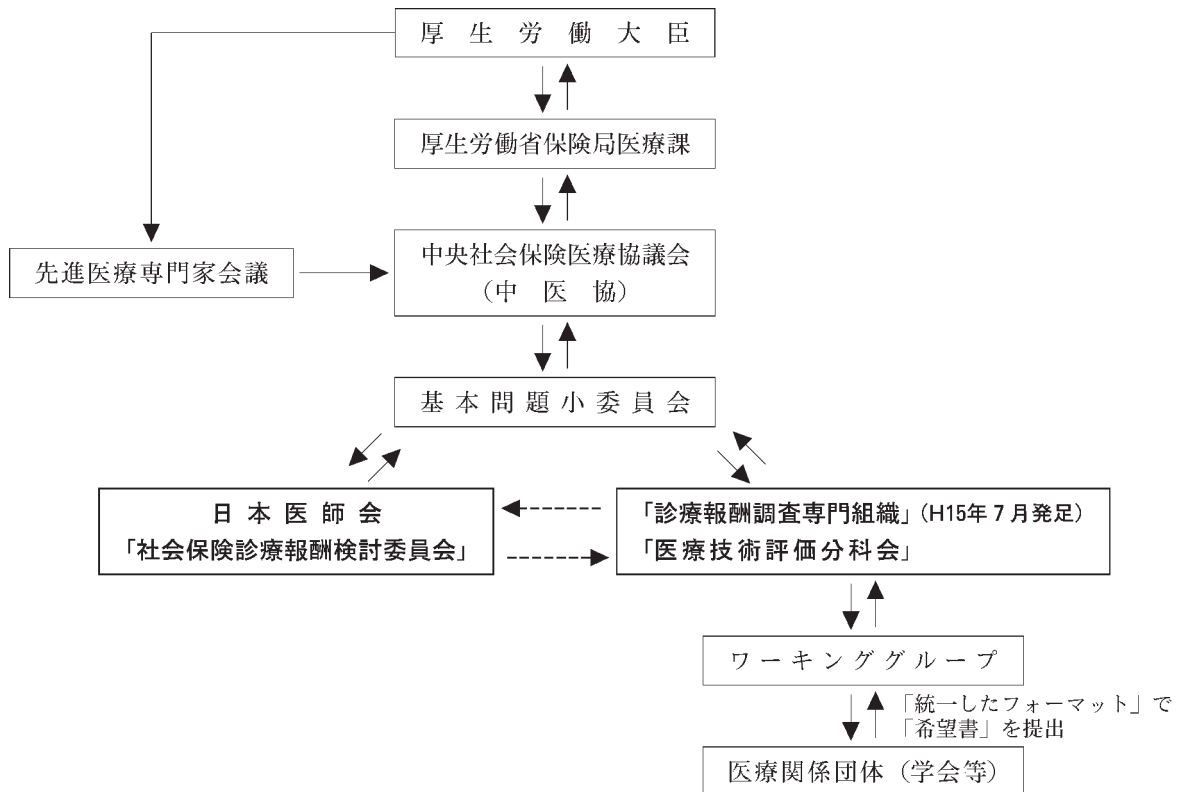 厚生労働大臣
厚生労働省保険局医療課
先進医療専門家会議
中央社会保険医療協議会
（中医協）
基本問題小委員会
日本医師会
「社会保険診療報酬検討委員会」
「診療報酬調査専門組織」（H15年７月発足）
「医療技術評価分科会」
ワーキンググループ
「統一したフォーマット」で
「希望書」を提出
医療関係団体（学会等）